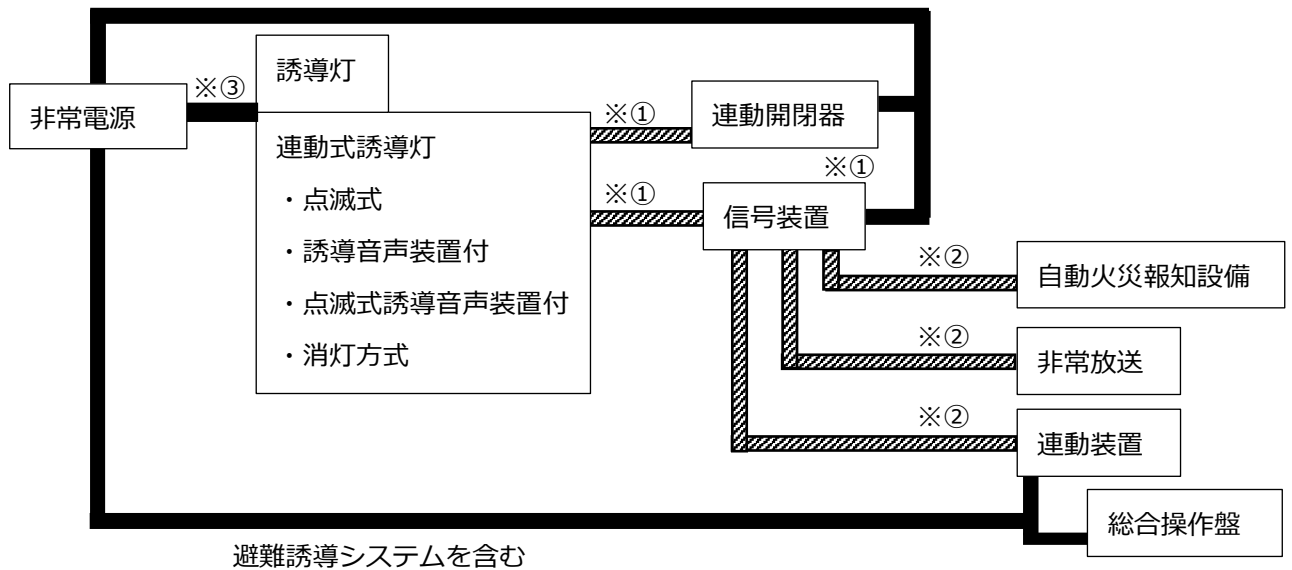 誘導灯
※③
非常電源
※①
連動開閉器
連動式誘導灯
・点滅式
・誘導音声装置付
・点滅式誘導音声装置付
・消灯方式
※①
※①
信号装置
※②
自動火災報知設備
※②
非常放送
※②
連動装置
総合操作盤
避難誘導システムを含む